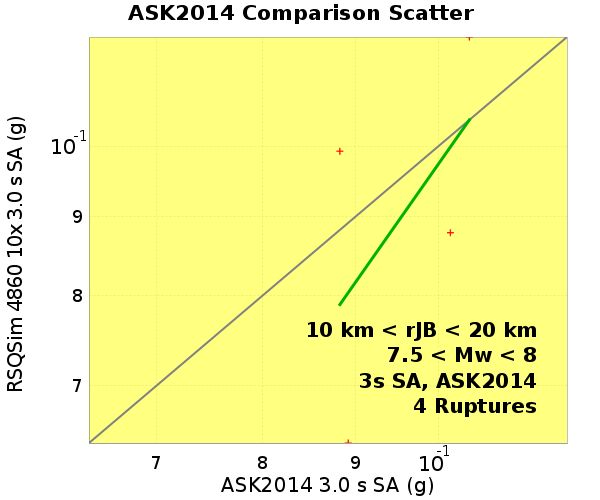 ASK2014 Comparison Scatter
RSQSim 4860 10x 3.0 s SA (g)
10^-1
9
8
7
10 km < rJB < 20 km
7.5 < Mw < 8
3s SA, ASK2014
4 Ruptures
7 8 9 10^-1
ASK2014 3.0 s SA (g)